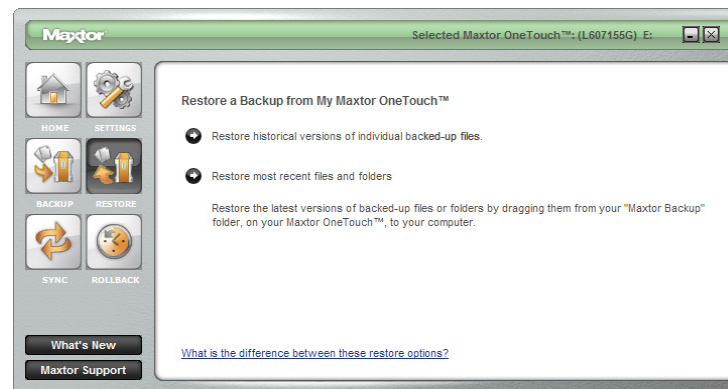 Maxtor
Selected Maxtor OneTouch™: (L607155G) E:
HOME
SETTINGS
BACKUP
RESTORE
SYNC
ROLLBACK
What's New
Maxtor Support
Restore a Backup from My Maxtor OneTouch™
Restore historical versions of individual backed-up files.
Restore most recent files and folders
Restore the latest versions of backed-up files or folders by dragging them from your "Maxtor Backup"
folder, on your Maxtor OneTouch™, to your computer.
What is the difference between these restore options?